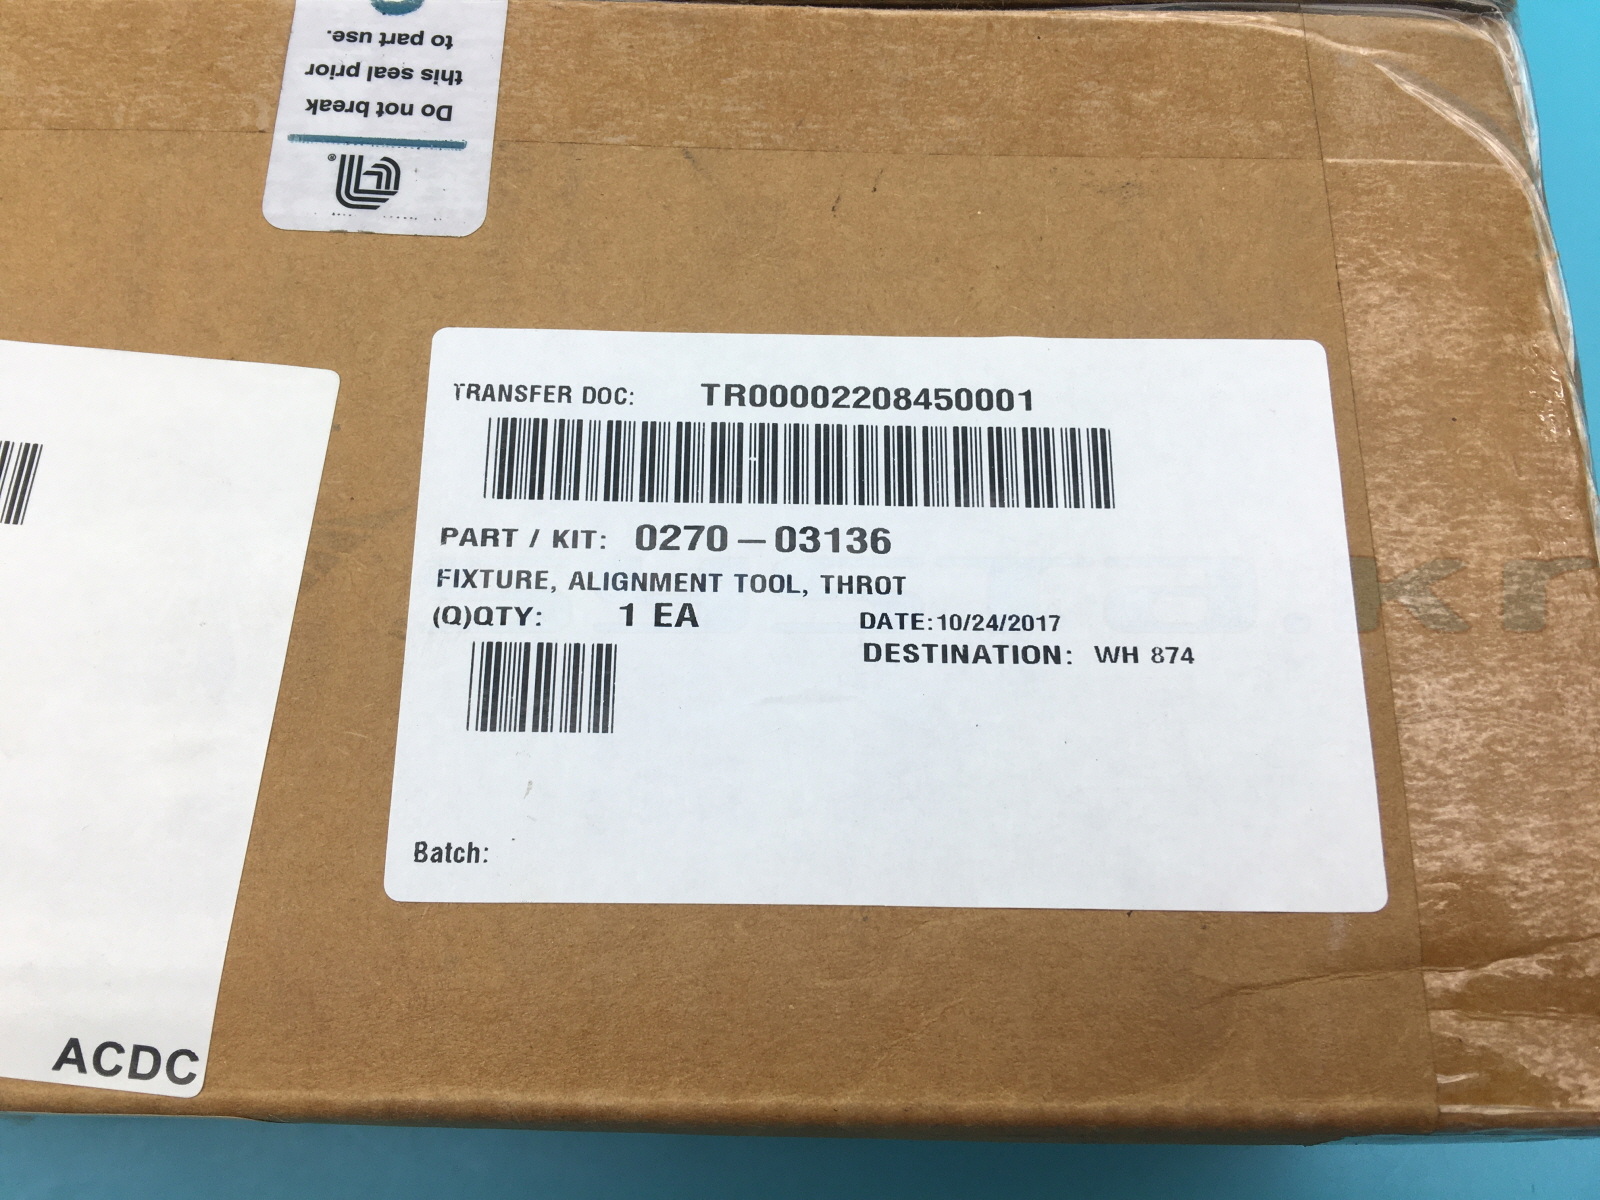 Do not break
this seal prior
to part use.
TRANSFER DOC: TR00002208450001
PART / KIT: 0270-03136
FIXTURE, ALIGNMENT TOOL, THROT
(Q)QTY: 1 EA
DATE:10/24/2017
DESTINATION: WH 874
Batch:
ACDC
.kr